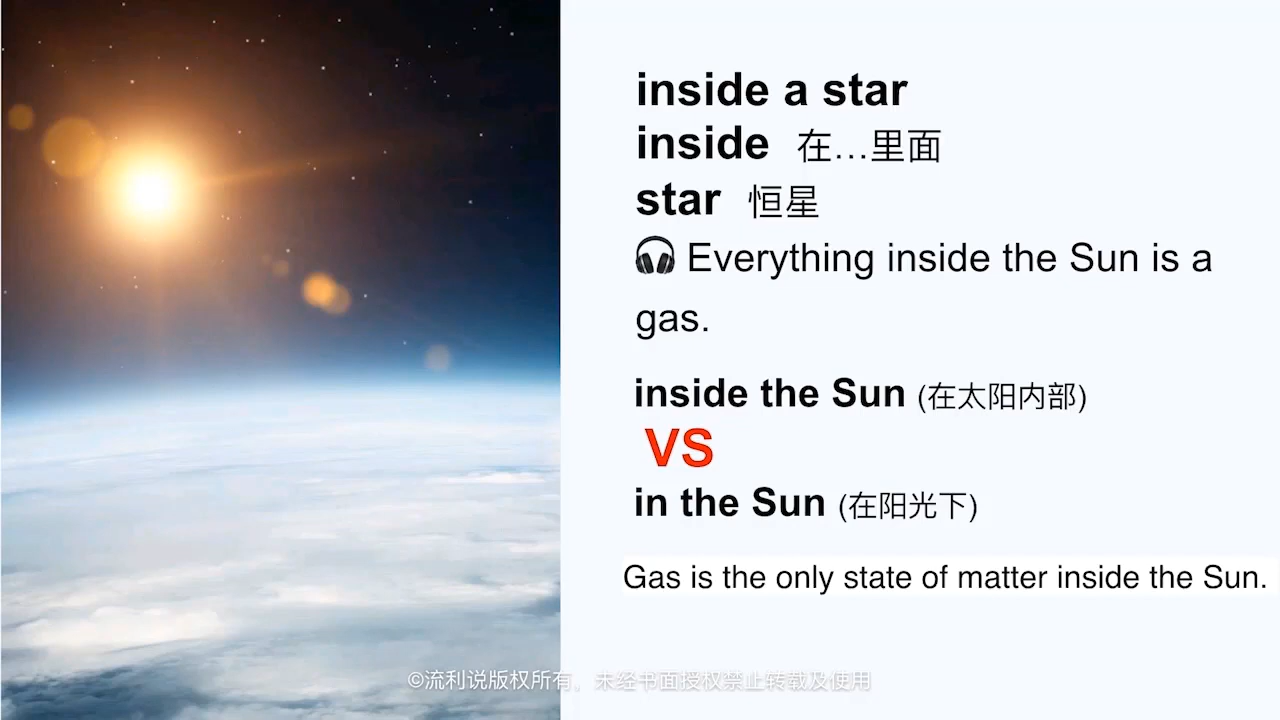 inside a star
inside 在…里面
star 恒星
🎧 Everything inside the Sun is a
gas.
inside the Sun (在太阳内部)
VS
in the Sun (在阳光下)
Gas is the only state of matter inside the Sun.
©流利说版权所有，未经书面授权禁止转载及使用